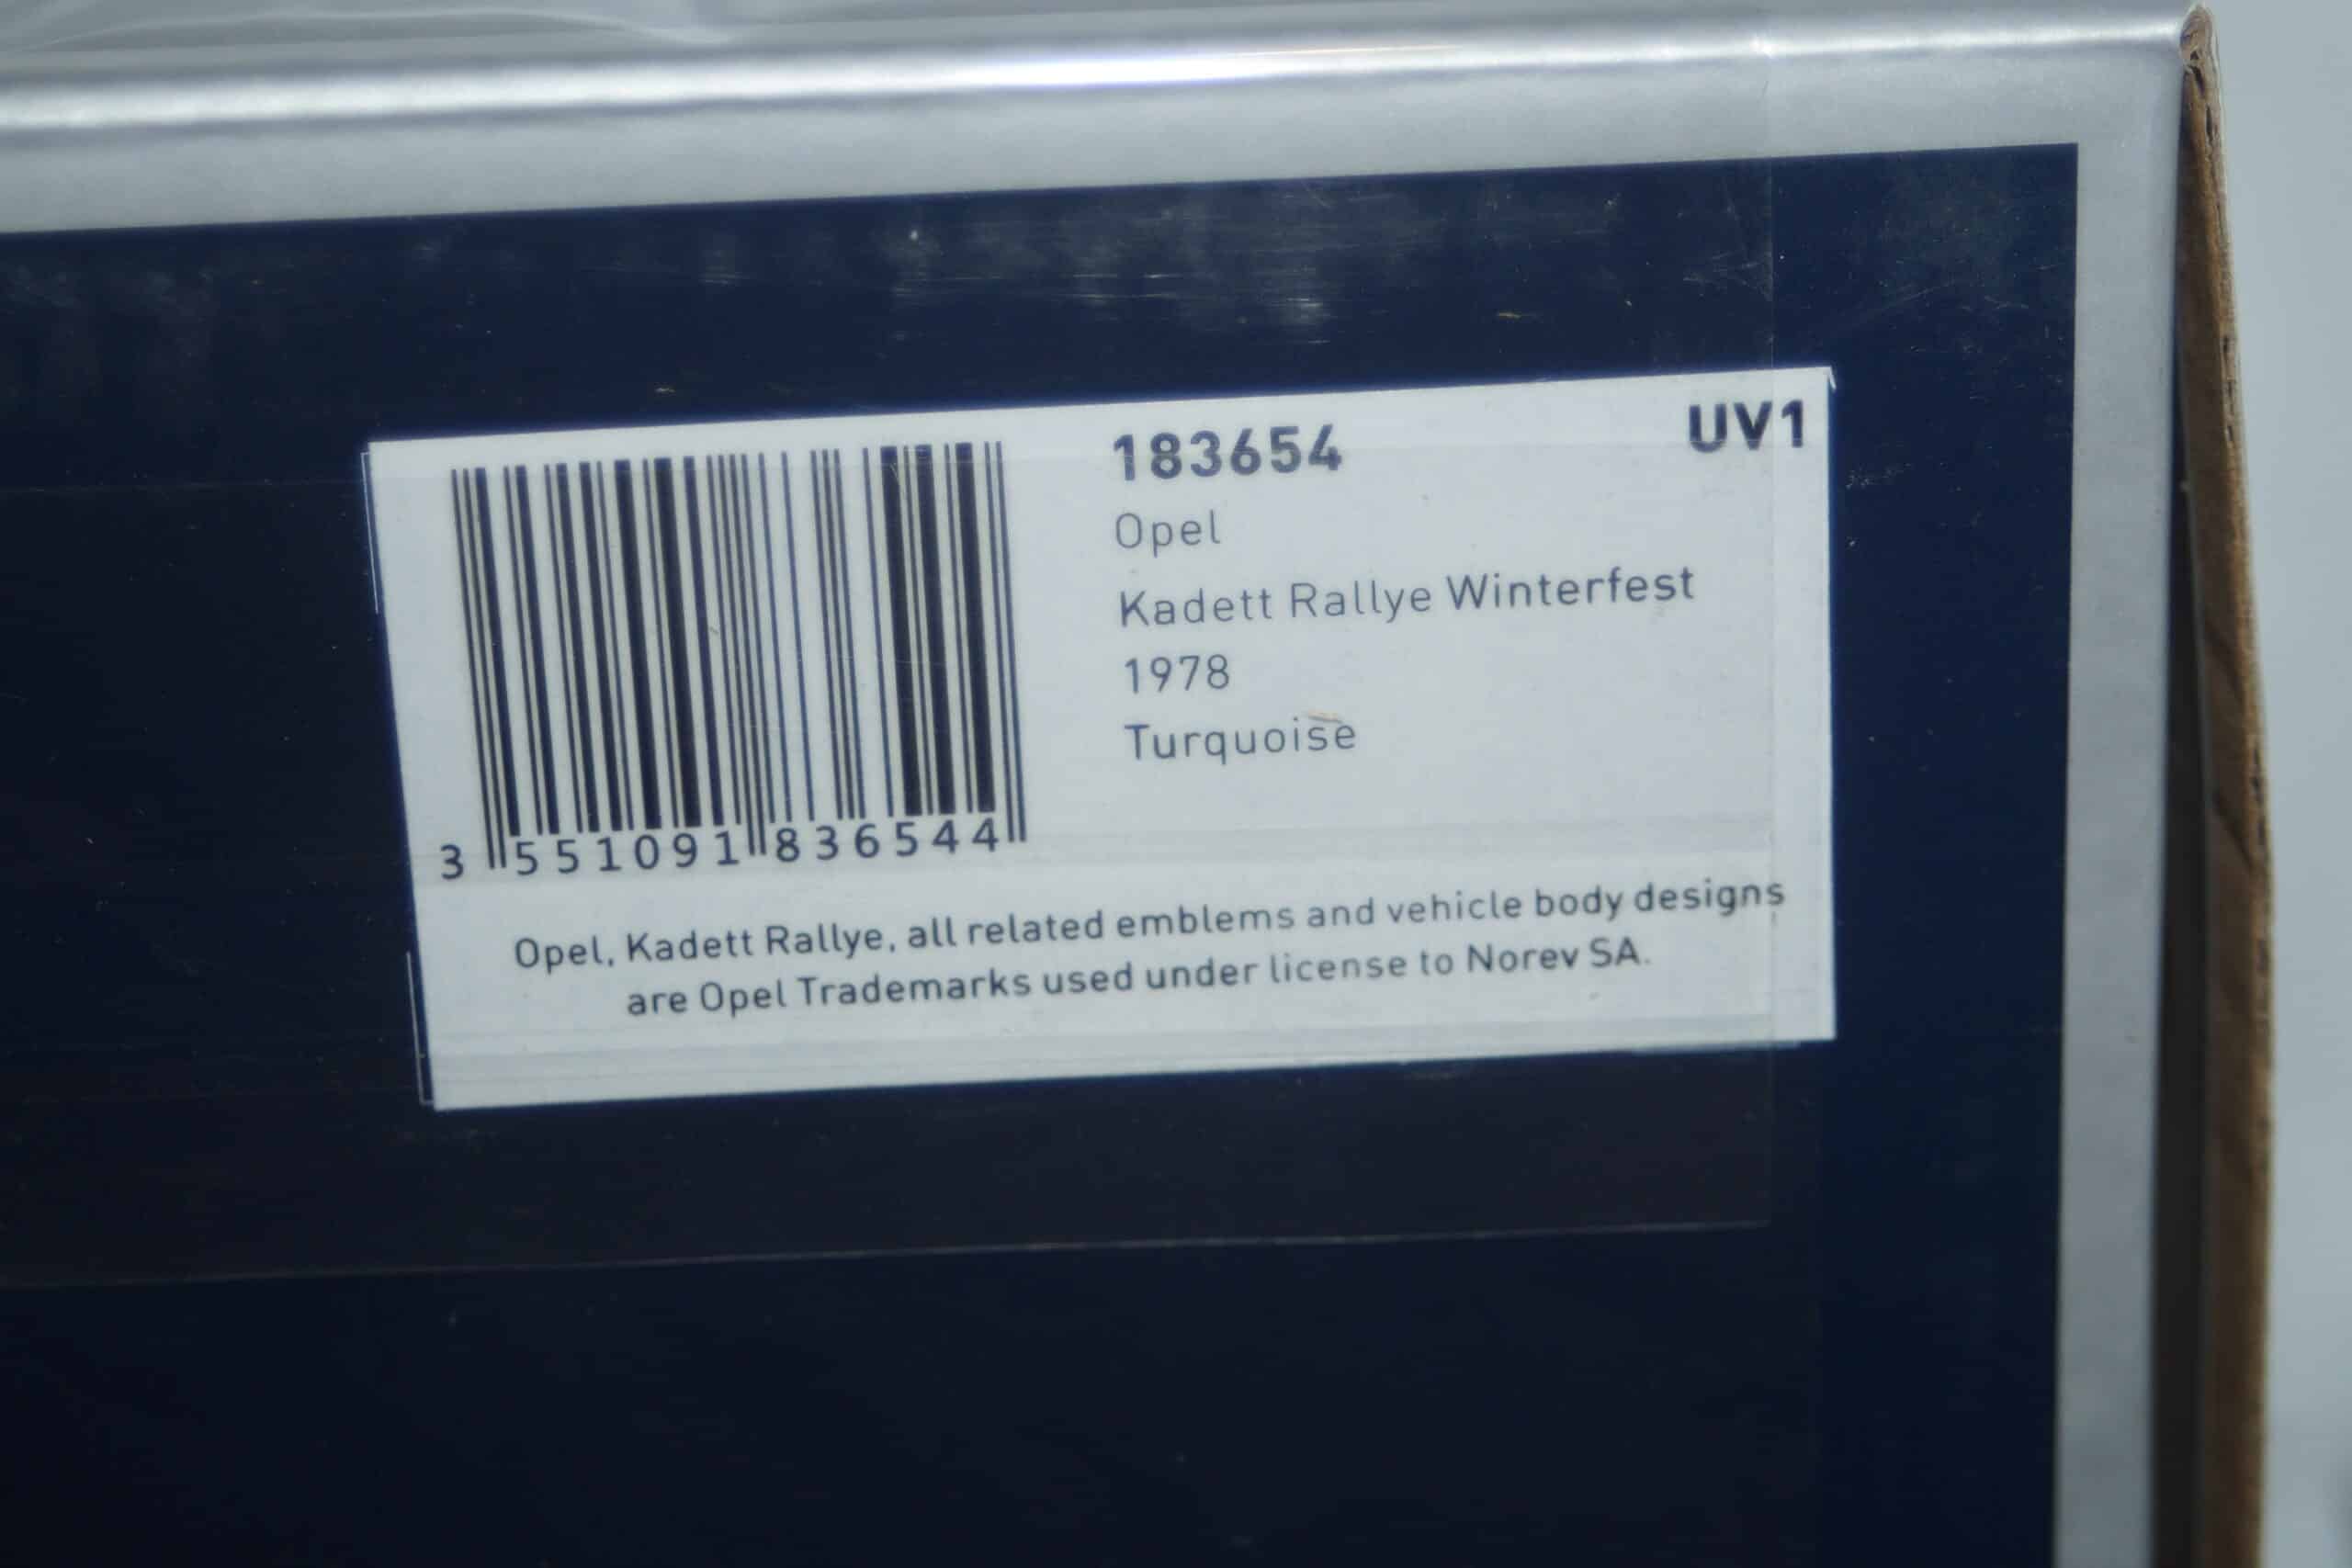 183654
UV1
Opel
Kadett Rallye Winterfest
1978
Turquoise
3 551091 836544
Opel, Kadett Rallye, all related emblems and vehicle body designs
are Opel Trademarks used under license to Norev SA.